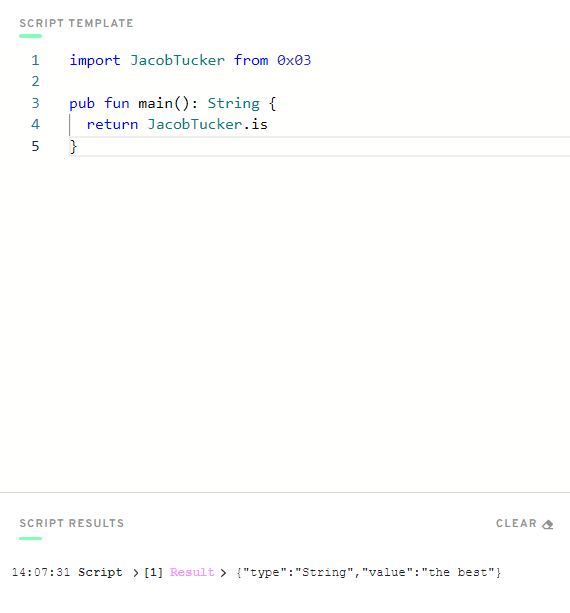 SCRIPT TEMPLATE
1 import JacobTucker from 0x03
2
3 pub fun main(): String {
4 return JacobTucker.is
5 }
SCRIPT RESULTS
CLEAR
14:07:31 Script > [1] Result > {"type":"String","value":"the best"}